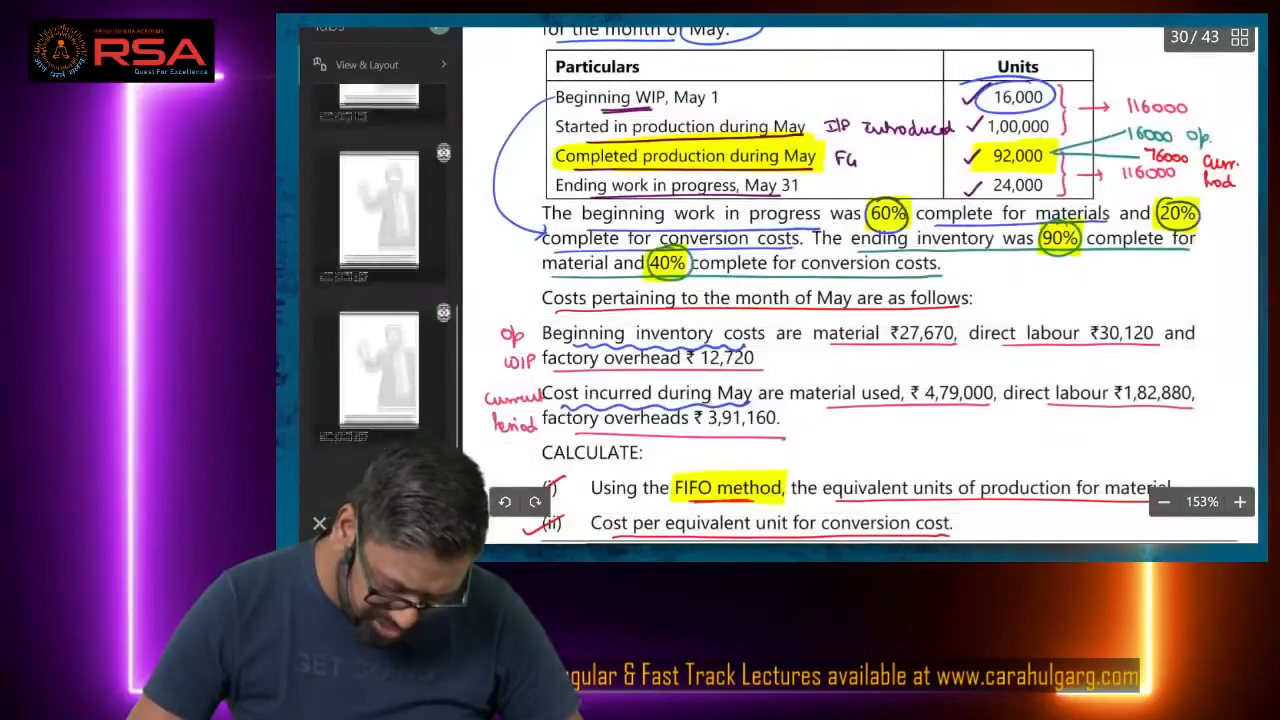 RSA
Quest For Excellence
View & Layout
30 / 43
for the month o May.
Particulars Units
Beginning WIP, May 1 16,000
Started in production during May I/P Introduced 1,00,000
Completed production during May FG 92,000
Ending work in progress, May 31 24,000
116000
16000 Op.
76000 Curr.
116000 hod
The beginning work in progress was 60% complete for materials and 20%
complete for conversion costs. The ending inventory was 90% complete for
material and 40% complete for conversion costs.
Costs pertaining to the month of May are as follows:
Op Beginning inventory costs are material ₹27,670, direct labour ₹30,120 and
WIP factory overhead ₹ 12,720
Current Cost incurred during May are material used, ₹ 4,79,000, direct labour ₹1,82,880,
Period factory overheads ₹ 3,91,160.
CALCULATE:
(i) Using the FIFO method, the equivalent units of production for material.
(ii) Cost per equivalent unit for conversion cost.
153%
GET
gular & Fast Track Lectures available at www.carahulgarg.com